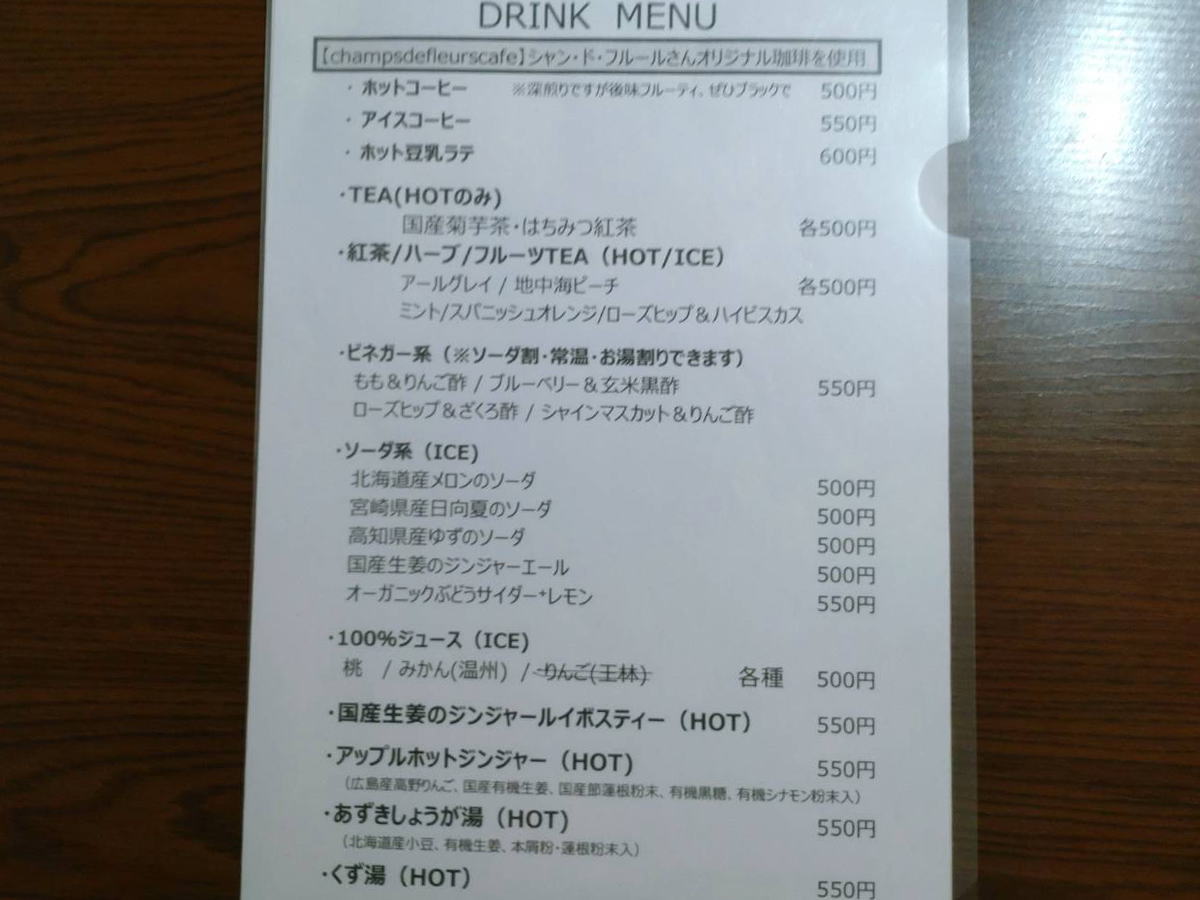 DRINK MENU
【champsdefleurscafe】シャン・ド・フルールさんオリジナル珈琲を使用
・ホットコーヒー ※深煎りですが後味フルーティ。ぜひブラックで 500円
・アイスコーヒー 550円
・ホット豆乳ラテ 600円
・TEA(HOTのみ)
国産菊芋茶・はちみつ紅茶 各500円
・紅茶/ハーブ/フルーツTEA（HOT/ICE）
アールグレイ / 地中海ピーチ 各500円
ミント/スパニッシュオレンジ/ローズヒップ＆ハイビスカス
・ビネガー系（※ソーダ割・常温・お湯割りできます）
もも＆りんご酢 / ブルーベリー＆玄米黒酢 550円
ローズヒップ＆ざくろ酢 / シャインマスカット＆りんご酢
・ソーダ系（ICE)
北海道産メロンのソーダ 500円
宮崎県産日向夏のソーダ 500円
高知県産ゆずのソーダ 500円
国産生姜のジンジャーエール 500円
オーガニックぶどうサイダー⁺レモン 550円
・100%ジュース（ICE)
桃 / みかん(温州) / りんご(王林) 各種 500円
・国産生姜のジンジャールイボスティー（HOT） 550円
・アップルホットジンジャー（HOT) 550円
（広島産高野りんご、国産有機生姜、国産節蓮根粉末、有機黒糖、有機シナモン粉末入）
・あずきしょうが湯（HOT) 550円
（北海道産小豆、有機生姜、本屑粉・蓮根粉末入）
・くず湯（HOT） 550円